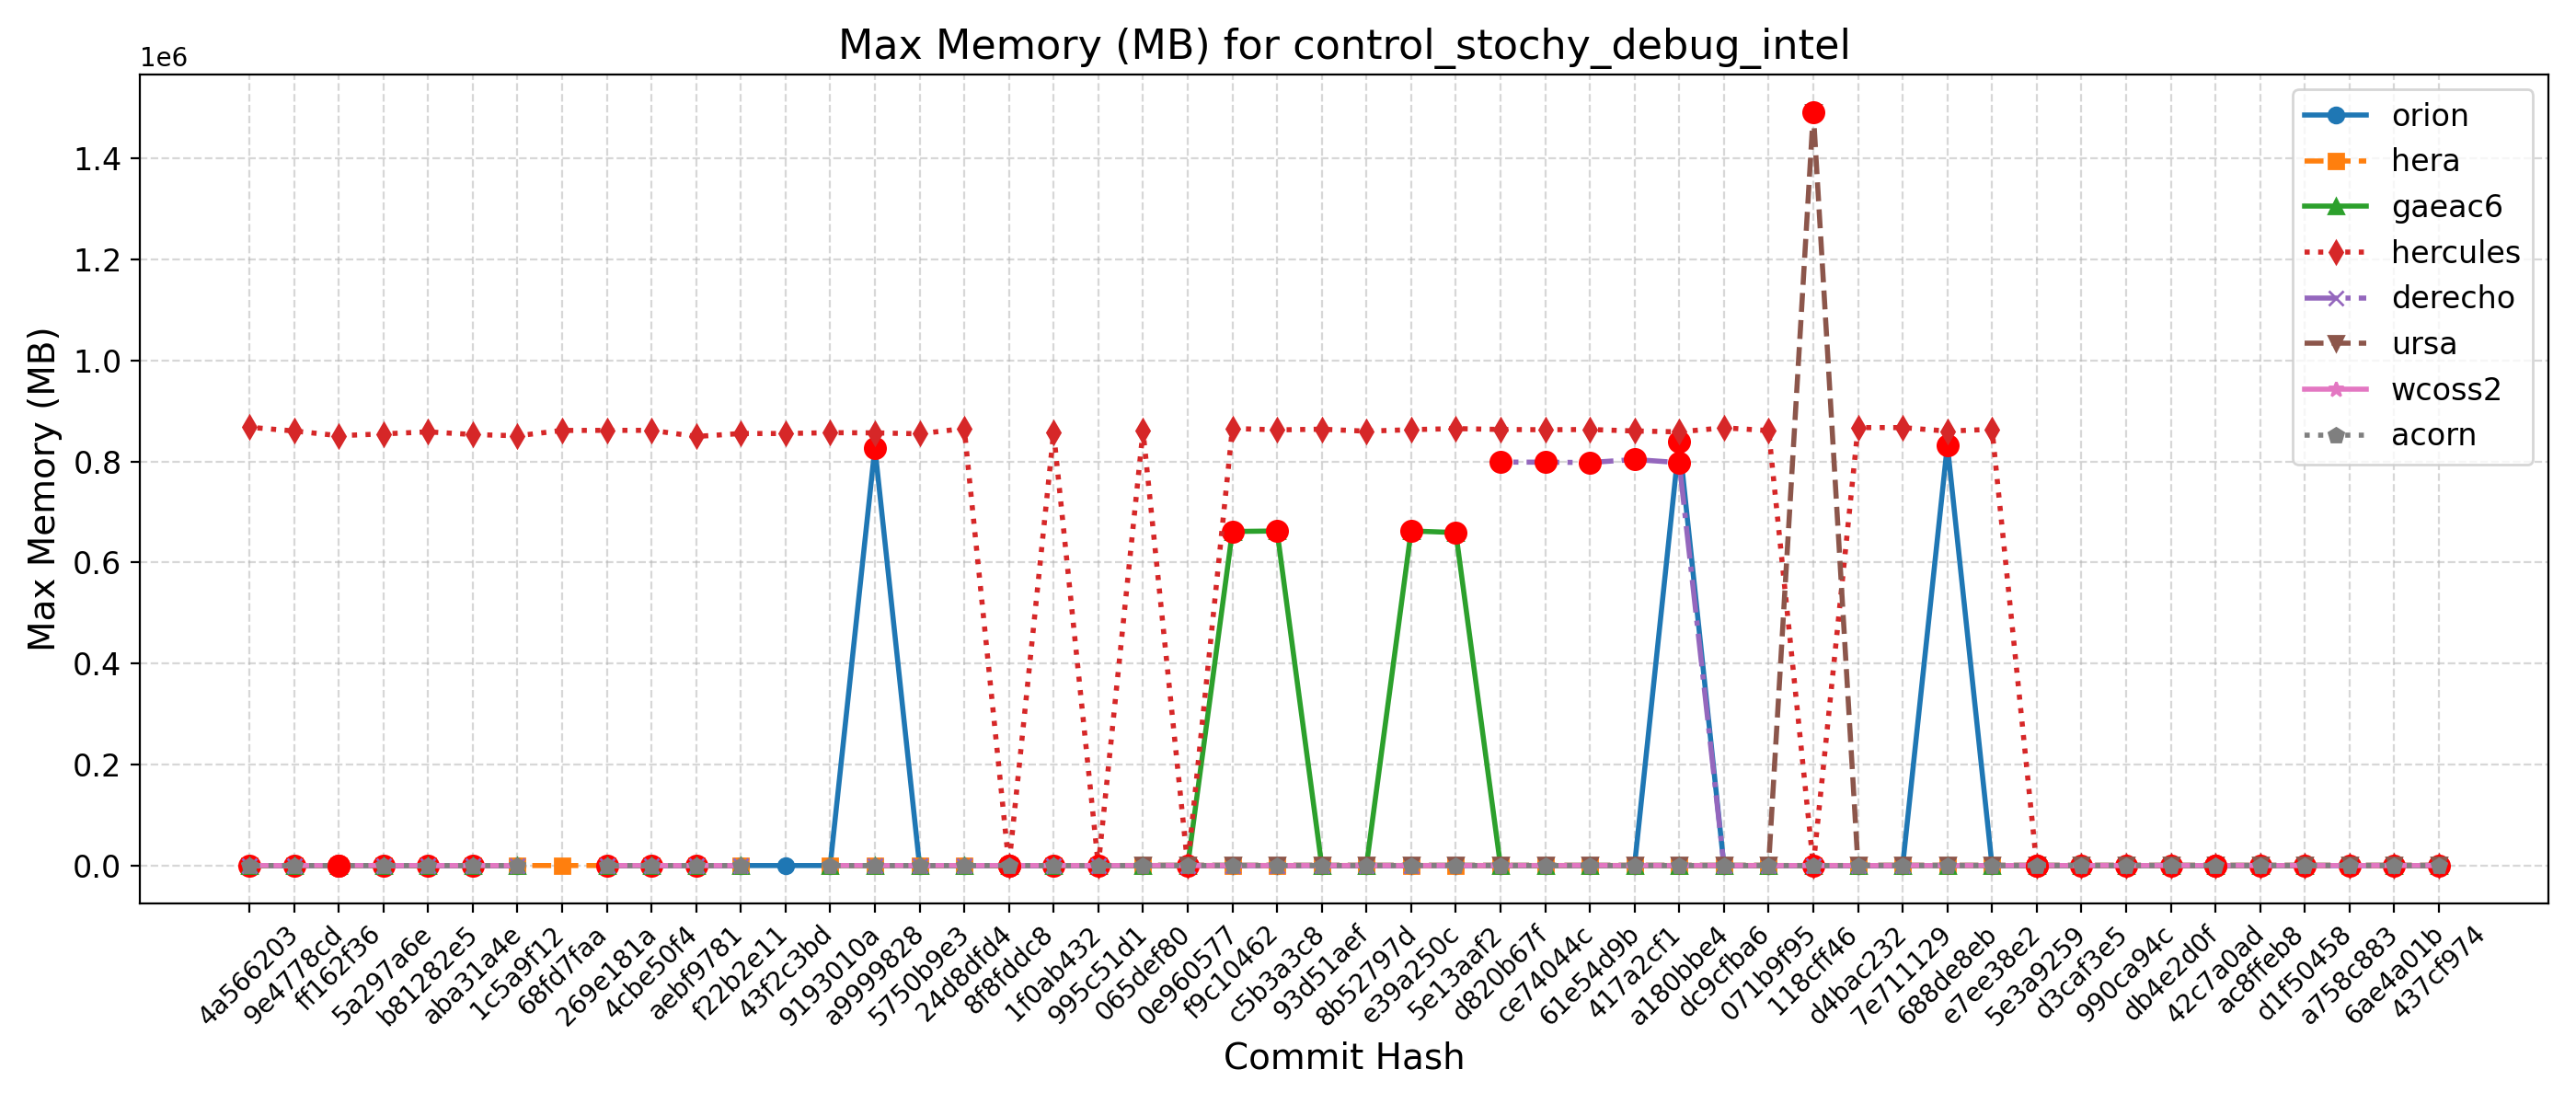 Max Memory (MB) for control_stochy_debug_intel
1e6
1.4
1.2
1.0
0.8
0.6
0.4
0.2
0.0
Max Memory (MB)
orion
hera
gaeac6
hercules
derecho
ursa
wcoss2
acorn
4a566203
9e4778cd
ff162f36
5a297a6e
b81282e5
aba31a4e
1c5a9f12
68fd7faa
269e181a
4cbe50f4
aebf9781
f22b2e11
43f2c3bd
9193010a
a9999828
5750b9e3
24d8dfd4
8f8fddc8
1f0ab432
995c51d1
065def80
0e960577
f9c10462
c5b3a3c8
93d51aef
8b52797d
e39a250c
5e13aaf2
d820b67f
ce74044c
61e54d9b
417a2cf1
a180bbe4
dc9cfba6
071b9f95
118cff46
d4bac232
7e711129
688de8eb
e7ee38e2
5e3a9259
d3caf3e5
990ca94c
db4e2d0f
42c7a0ad
ac8ffeb8
d1f50458
a758c883
6ae4a01b
437cf974
Commit Hash